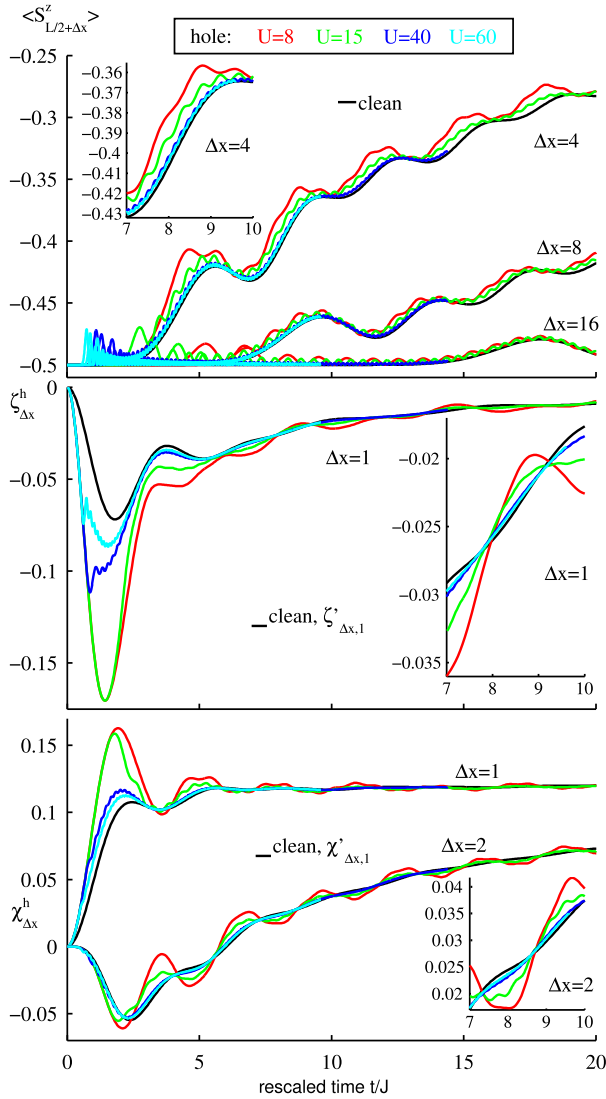 <S^z_{L/2+Δx}>
hole: U=8 U=15 U=40 U=60
−0.25
−0.3
−0.35
−0.4
−0.45
−0.5
clean
Δx=4
Δx=8
Δx=16
−0.36
−0.37
−0.38
−0.39
−0.4
−0.41
−0.42
−0.43
7 8 9 10
Δx=4
ζ^h_{Δx}
0
−0.05
−0.1
−0.15
Δx=1
clean, ζ'_{Δx,1}
−0.02
−0.025
−0.03
−0.035
7 8 9 10
Δx=1
χ^h_{Δx}
0.15
0.1
0.05
0
−0.05
Δx=1
clean, χ'_{Δx,1}
Δx=2
0.04
0.03
0.03
0.02
0.02
7 8 9 10
Δx=2
0 5 10 15 20
rescaled time t/J